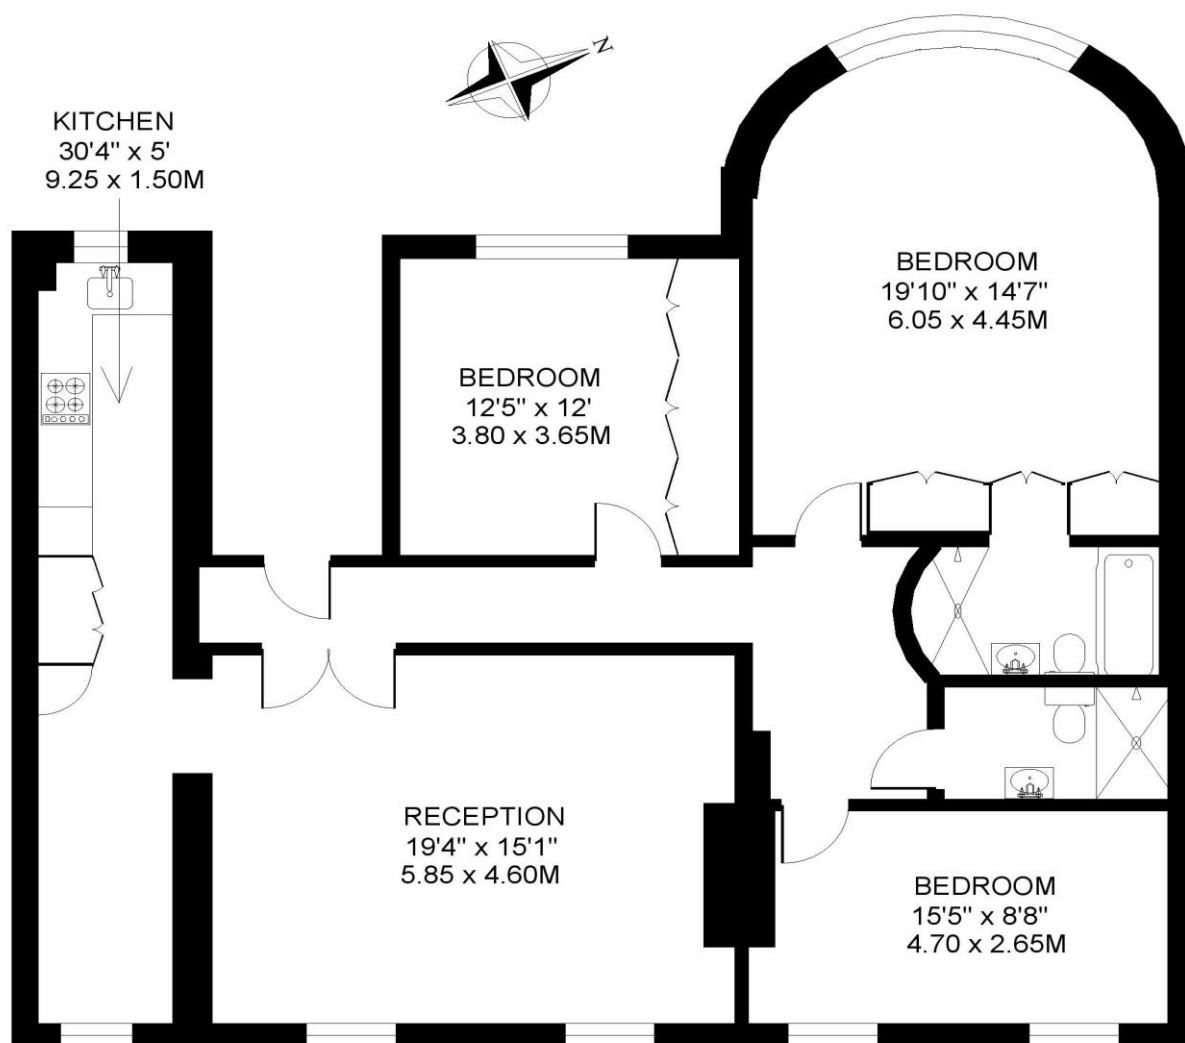 N
KITCHEN
30'4" x 5'
9.25 x 1.50M
BEDROOM
19'10" x 14'7"
6.05 x 4.45M
BEDROOM
12'5" x 12'
3.80 x 3.65M
RECEPTION
19'4" x 15'1"
5.85 x 4.60M
BEDROOM
15'5" x 8'8"
4.70 x 2.65M